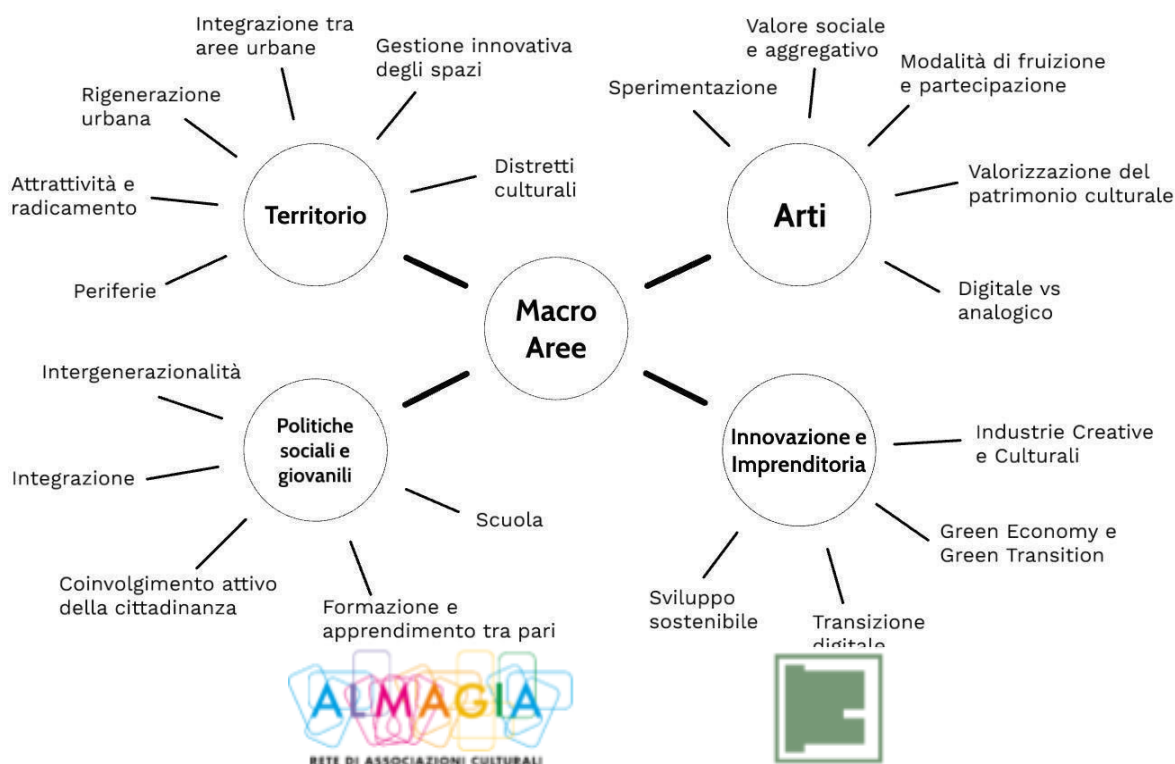 Integrazione tra
aree urbane
Gestione innovativa
degli spazi
Rigenerazione
urbana
Attrattività e
radicamento
Distretti
culturali
Periferie
Territorio
Valore sociale
e aggregativo
Modalità di fruizione
e partecipazione
Sperimentazione
Valorizzazione del
patrimonio culturale
Digitale vs
analogico
Arti
Macro
Aree
Intergenerazionalità
Integrazione
Coinvolgimento attivo
della cittadinanza
Formazione e
apprendimento tra pari
Scuola
Politiche
sociali e
giovanili
Innovazione e
Imprenditoria
Industrie Creative
e Culturali
Green Economy e
Green Transition
Sviluppo
sostenibile
Transizione
digitale
ALMAGIA
RETE DI ASSOCIAZIONI CULTURALI